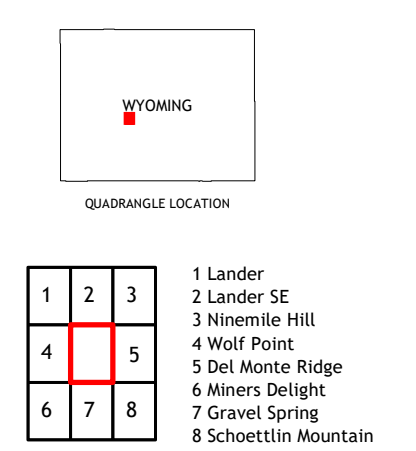 WYOMING
QUADRANGLE LOCATION
1 2 3
4 5
6 7 8
1 Lander
2 Lander SE
3 Ninemile Hill
4 Wolf Point
5 Del Monte Ridge
6 Miners Delight
7 Gravel Spring
8 Schoettlin Mountain